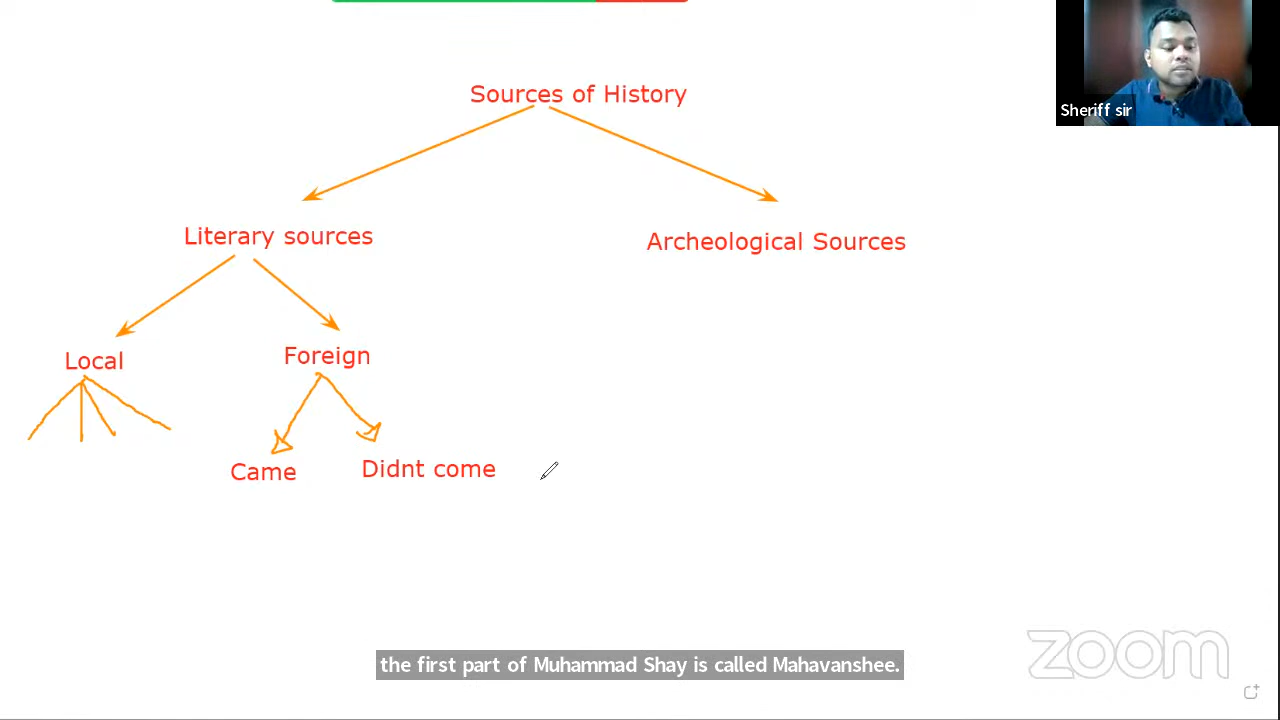 Sources of History
Sheriff sir
Literary sources
Archeological Sources
Local
Foreign
Came
Didnt come
the first part of Muhammad Shay is called Mahavanshee.
zoom